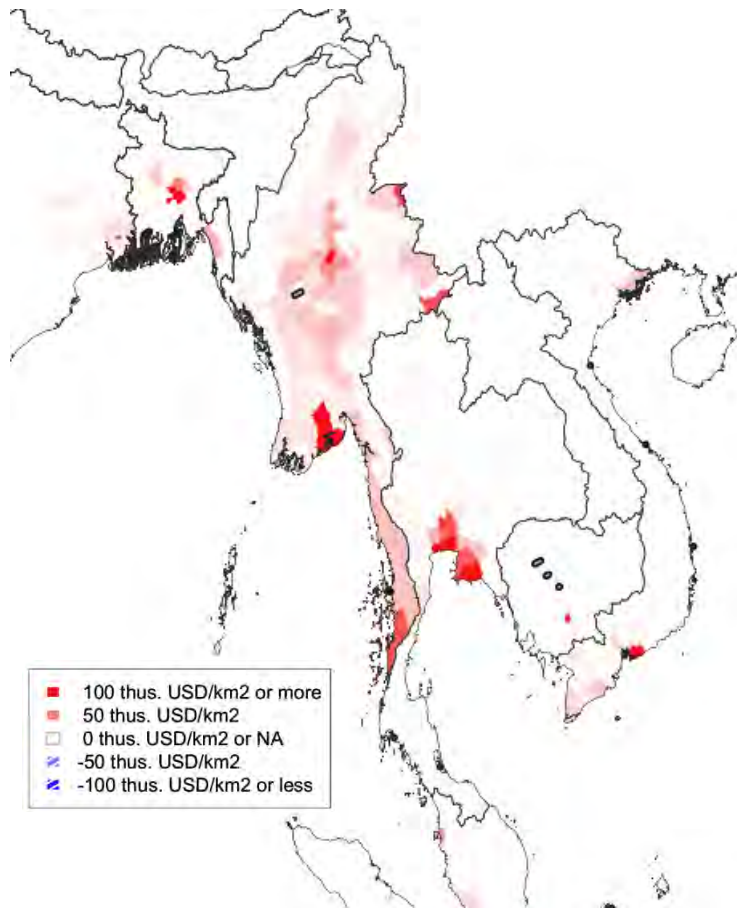 100 thus. USD/km2 or more
50 thus. USD/km2
0 thus. USD/km2 or NA
-50 thus. USD/km2
-100 thus. USD/km2 or less